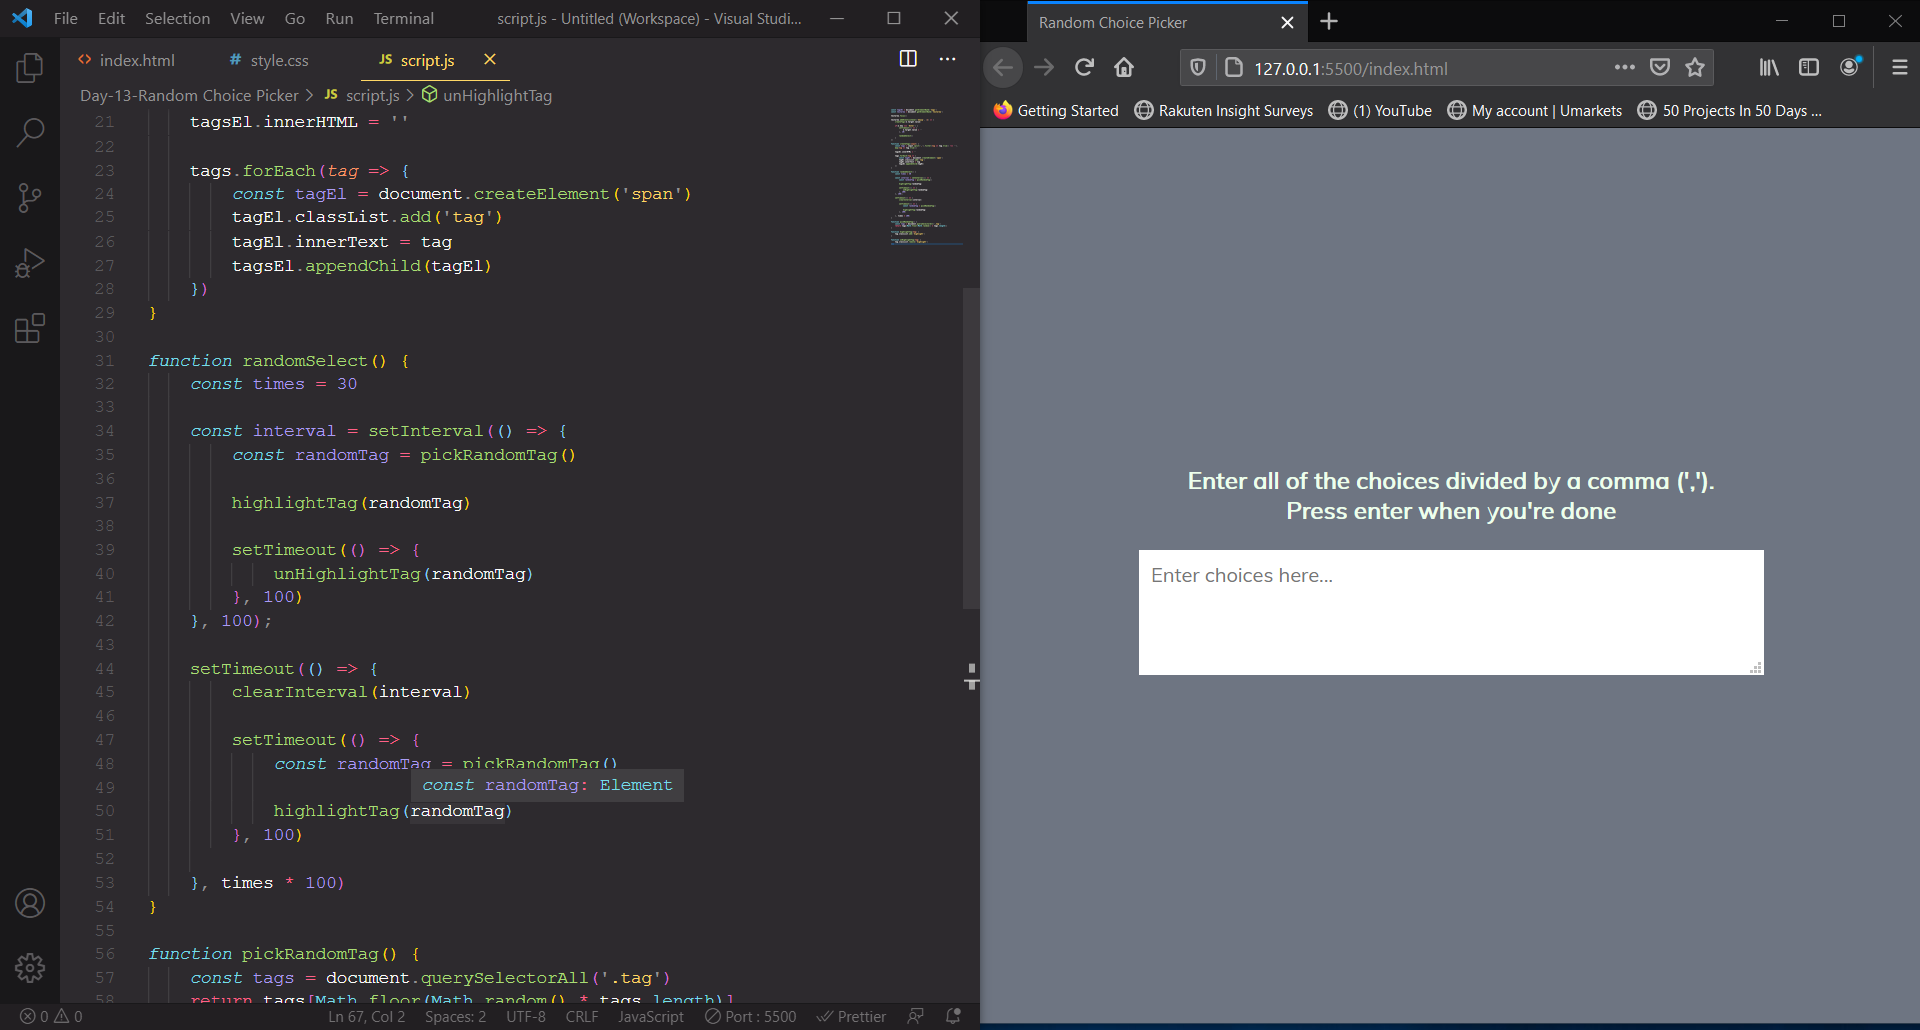 File Edit Selection View Go Run Terminal
script.js - Untitled (Workspace) - Visual Studi...
index.html
# style.css
JS script.js
Day-13-Random Choice Picker > JS script.js > unHighlightTag
21 tagsEl.innerHTML = ''
22
23 tags.forEach(tag => {
24 const tagEl = document.createElement('span')
25 tagEl.classList.add('tag')
26 tagEl.innerText = tag
27 tagsEl.appendChild(tagEl)
28 })
29 }
30
31 function randomSelect() {
32 const times = 30
33
34 const interval = setInterval(() => {
35 const randomTag = pickRandomTag()
36
37 highlightTag(randomTag)
38
39 setTimeout(() => {
40 unHighlightTag(randomTag)
41 }, 100)
42 }, 100);
43
44 setTimeout(() => {
45 clearInterval(interval)
46
47 setTimeout(() => {
48 const randomTag = pickRandomTag()
49 const randomTag: Element
50 highlightTag(randomTag)
51 }, 100)
52
53 }, times * 100)
54 }
55
56 function pickRandomTag() {
57 const tags = document.querySelectorAll('.tag')
58 return tags[Math.floor(Math.random() * tags.length)]
0 0 Ln 67, Col 2 Spaces: 2 UTF-8 CRLF JavaScript Port : 5500 Prettier
Random Choice Picker
127.0.0.1:5500/index.html
Getting Started Rakuten Insight Surveys (1) YouTube My account | Umarkets 50 Projects In 50 Days ...
Enter all of the choices divided by a comma (',').
Press enter when you're done
Enter choices here...